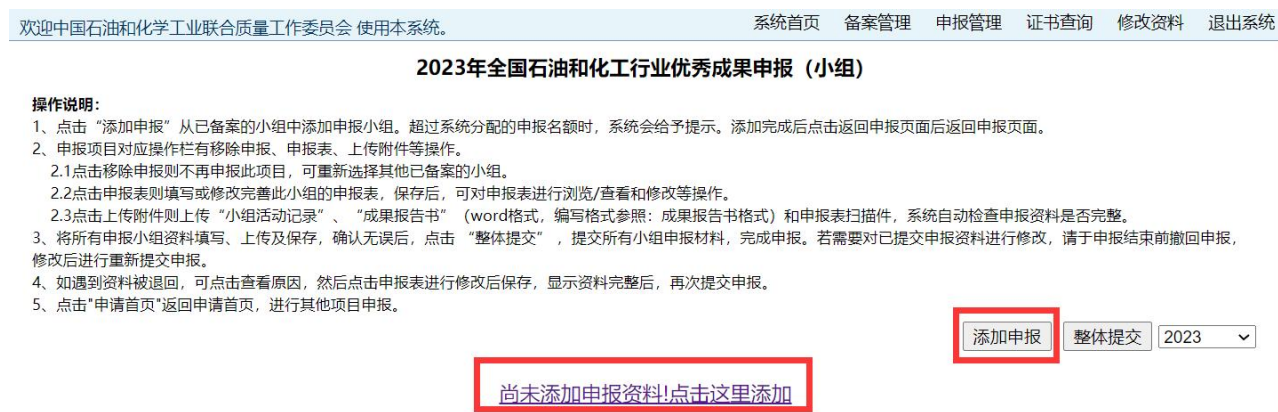 欢迎中国石油和化学工业联合质量工作委员会 使用本系统。 系统首页 备案管理 申报管理 证书查询 修改资料 退出系统
2023年全国石油和化工行业优秀成果申报（小组）
操作说明：
1、点击“添加申报”从已备案的小组中添加申报小组。超过系统分配的申报名额时，系统会给予提示。添加完成后点击返回申报页面后返回申报页面。
2、申报项目对应操作栏有移除申报、申报表、上传附件等操作。
2.1点击移除申报则不再申报此项目，可重新选择其他已备案的小组。
2.2点击申报表则填写或修改完善此小组的申报表，保存后，可对申报表进行浏览/查看和修改等操作。
2.3点击上传附件则上传“小组活动记录”、“成果报告书”（word格式，编写格式参照：成果报告书格式）和申报表扫描件，系统自动检查申报资料是否完整。
3、将所有申报小组资料填写、上传及保存，确认无误后，点击 “整体提交” ，提交所有小组申报材料，完成申报。若需要对已提交申报资料进行修改，请于申报结束前撤回申报，
修改后进行重新提交申报。
4、如遇到资料被退回，可点击查看原因，然后点击申报表进行修改后保存，显示资料完整后，再次提交申报。
5、点击"申请首页"返回申请首页，进行其他项目申报。
添加申报 整体提交 2023
尚未添加申报资料!点击这里添加